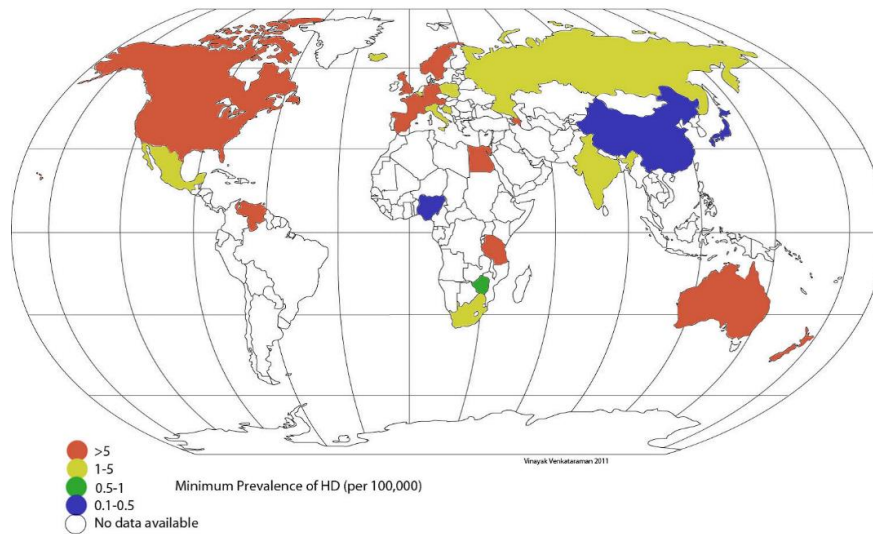 Vinayak Venkataraman 2011
>5
1-5
0.5-1
Minimum Prevalence of HD (per 100,000)
0.1-0.5
No data available